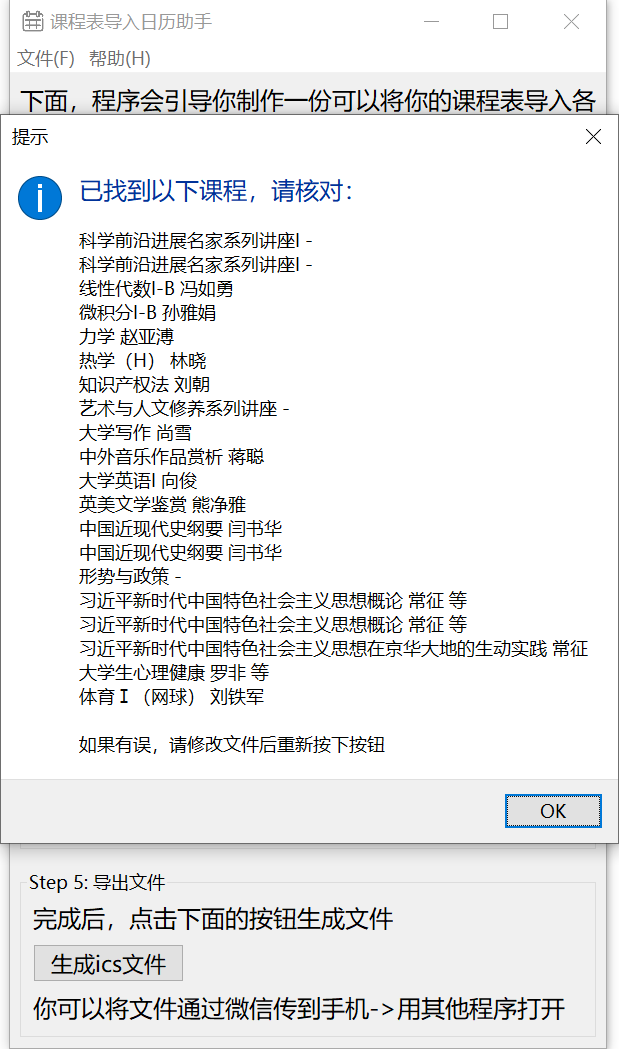 课程表导入日历助手
文件(F) 帮助(H)
下面，程序会引导你制作一份可以将你的课程表导入各
提示
已找到以下课程，请核对：
科学前沿进展名家系列讲座I -
科学前沿进展名家系列讲座I -
线性代数I-B 冯如勇
微积分I-B 孙雅娟
力学 赵亚溥
热学（H） 林晓
知识产权法 刘朝
艺术与人文修养系列讲座 -
大学写作 尚雪
中外音乐作品赏析 蒋聪
大学英语I 向俊
英美文学鉴赏 熊净雅
中国近现代史纲要 闫书华
中国近现代史纲要 闫书华
形势与政策 -
习近平新时代中国特色社会主义思想概论 常征 等
习近平新时代中国特色社会主义思想概论 常征 等
习近平新时代中国特色社会主义思想在京华大地的生动实践 常征
大学生心理健康 罗非 等
体育Ⅰ（网球） 刘铁军
如果有误，请修改文件后重新按下按钮
OK
Step 5: 导出文件
完成后，点击下面的按钮生成文件
生成ics文件
你可以将文件通过微信传到手机->用其他程序打开